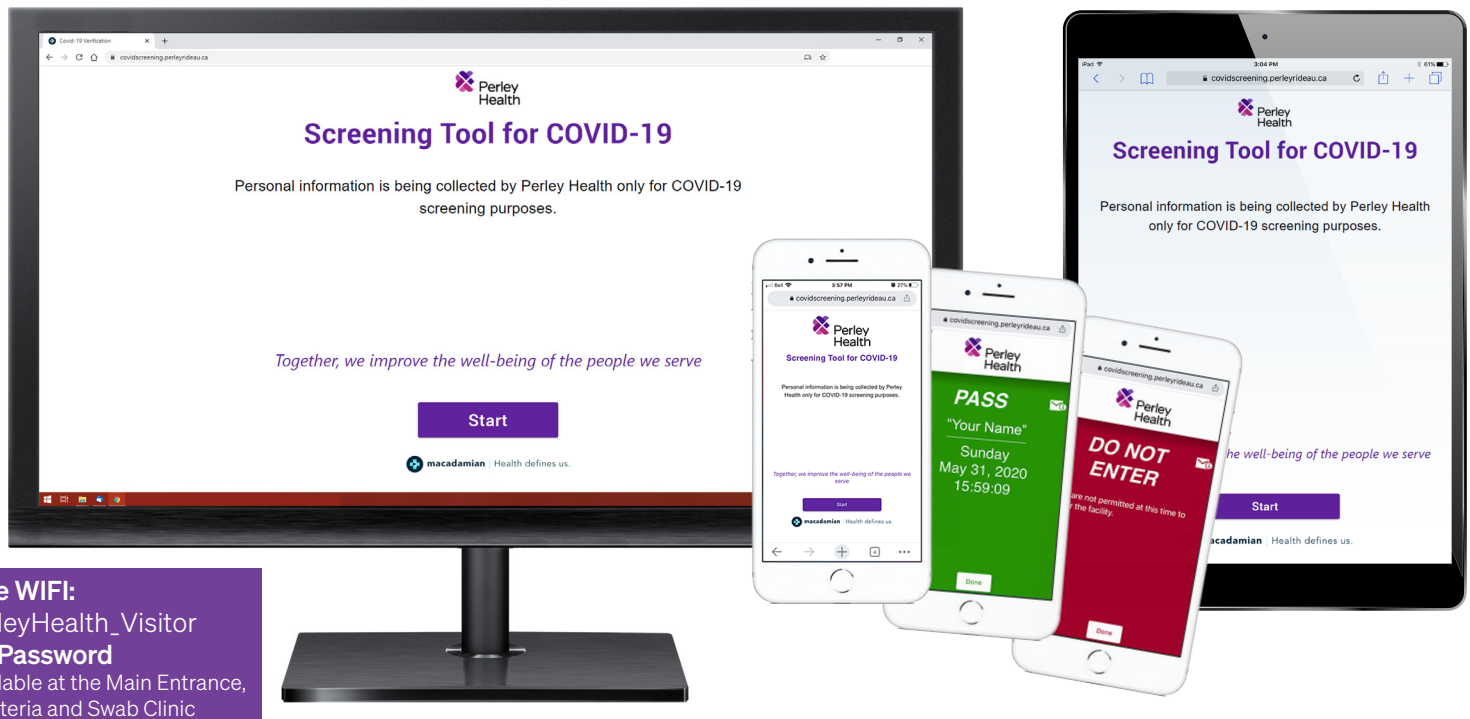 Covid-19 Verification
covidscreening.perleyrideau.ca
Perley
Health
Screening Tool for COVID-19
Personal information is being collected by Perley Health only for COVID-19
screening purposes.
Together, we improve the well-being of the people we serve
Start
macadamian | Health defines us.
Bell 3:57 PM 27%
covidscreening.perleyrideau.ca
Perley
Health
Screening Tool for COVID-19
Personal information is being collected by Perley
Health only for COVID-19 screening purposes.
Together, we improve the well-being of the people we
serve
Start
macadamian | Health defines us.
4
covidscreening.perleyrideau.ca
Perley
Health
PASS
"Your Name"
Sunday
May 31, 2020
15:59:09
Done
covidscreening.perleyrideau.ca
Perley
Health
DO NOT
ENTER
are not permitted at this time to
the facility.
Done
iPad 3:04 PM 61%
covidscreening.perleyrideau.ca
Perley
Health
Screening Tool for COVID-19
Personal information is being collected by Perley Health
only for COVID-19 screening purposes.
he well-being of the people we serve
Start
acadamian | Health defines us.
e WIFI:
leyHealth_Visitor
Password
lable at the Main Entrance,
teria and Swab Clinic